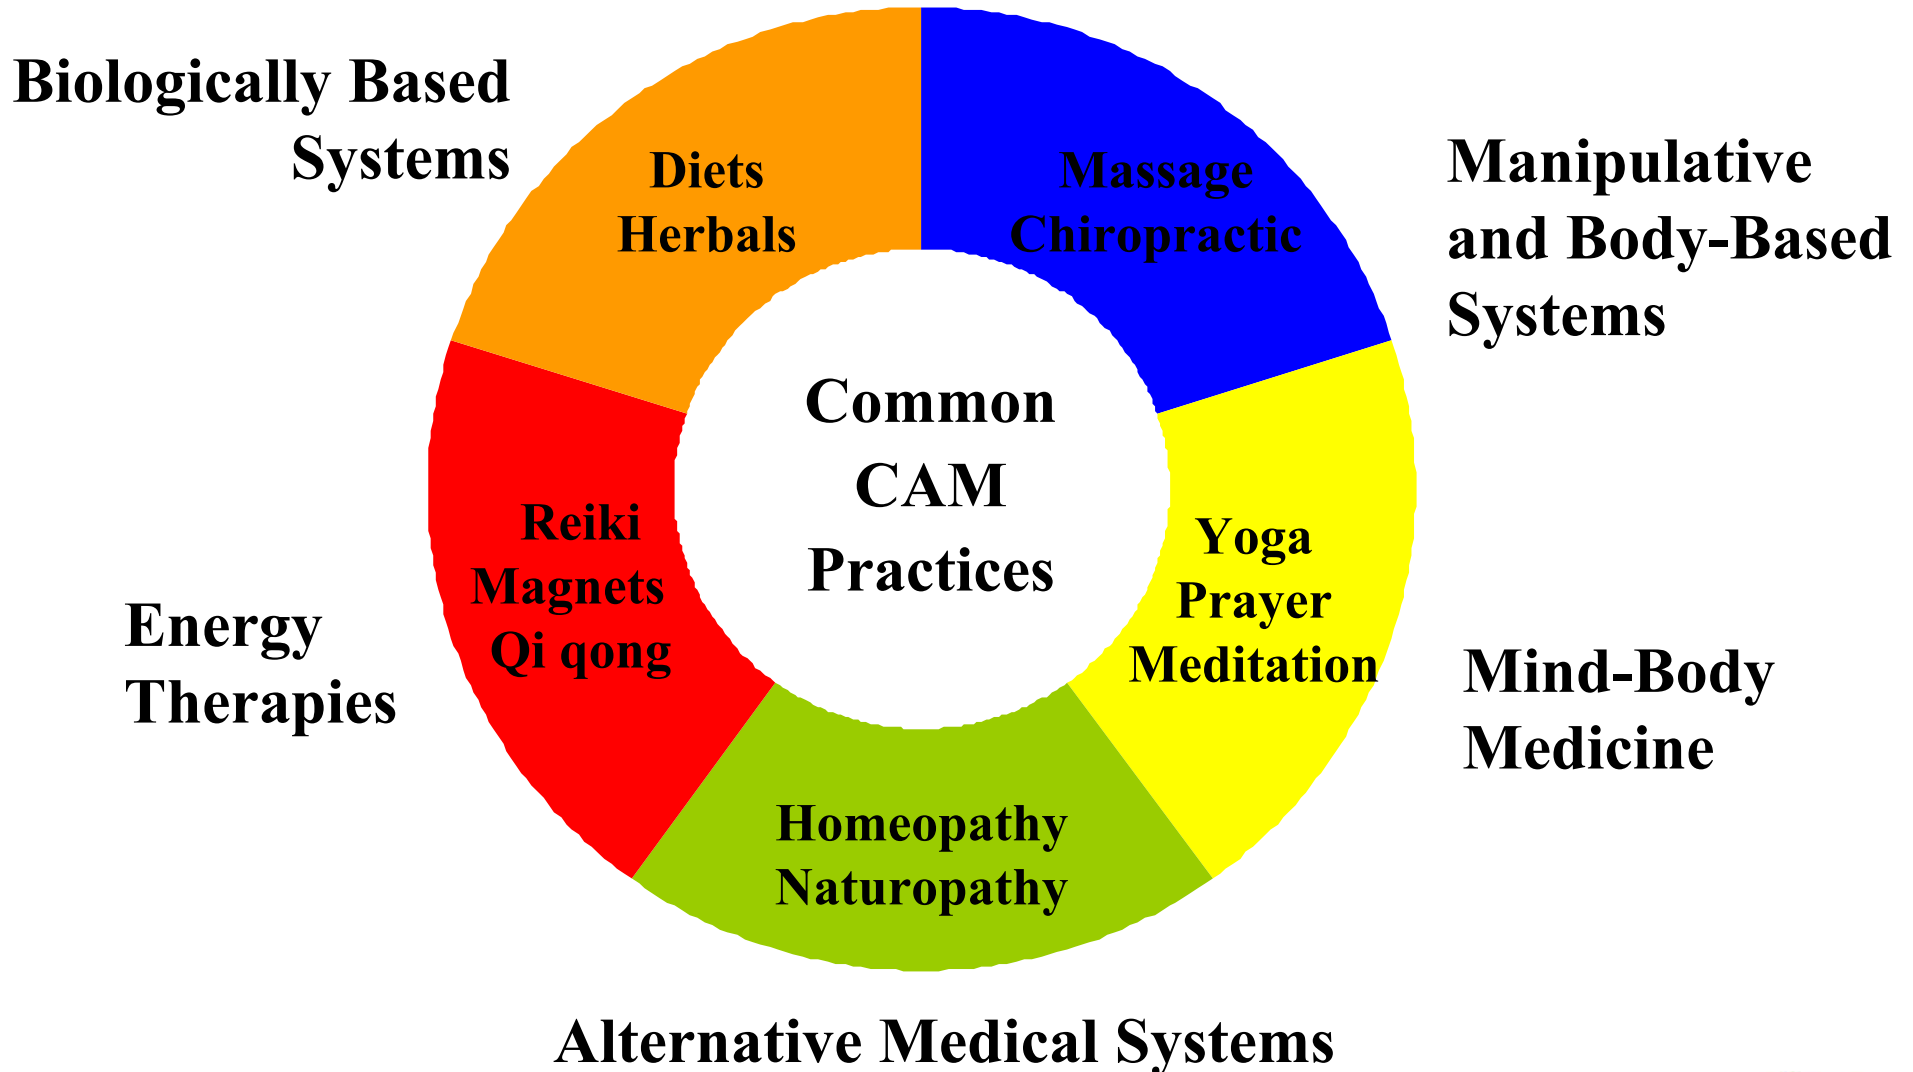 Biologically Based
Systems
Diets
Herbals
Massage
Chiropractic
Manipulative
and Body-Based
Systems
Common
CAM
Practices
Reiki
Magnets
Qi qong
Energy
Therapies
Yoga
Prayer
Meditation
Mind-Body
Medicine
Homeopathy
Naturopathy
Alternative Medical Systems